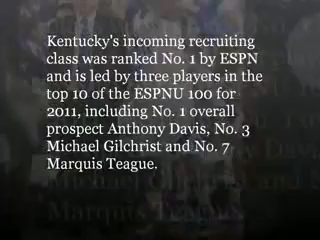 Kentucky's incoming recruiting
class was ranked No. 1 by ESPN
and is led by three players in the
top 10 of the ESPNU 100 for
2011, including No. 1 overall
prospect Anthony Davis, No. 3
Michael Gilchrist and No. 7
Marquis Teague.